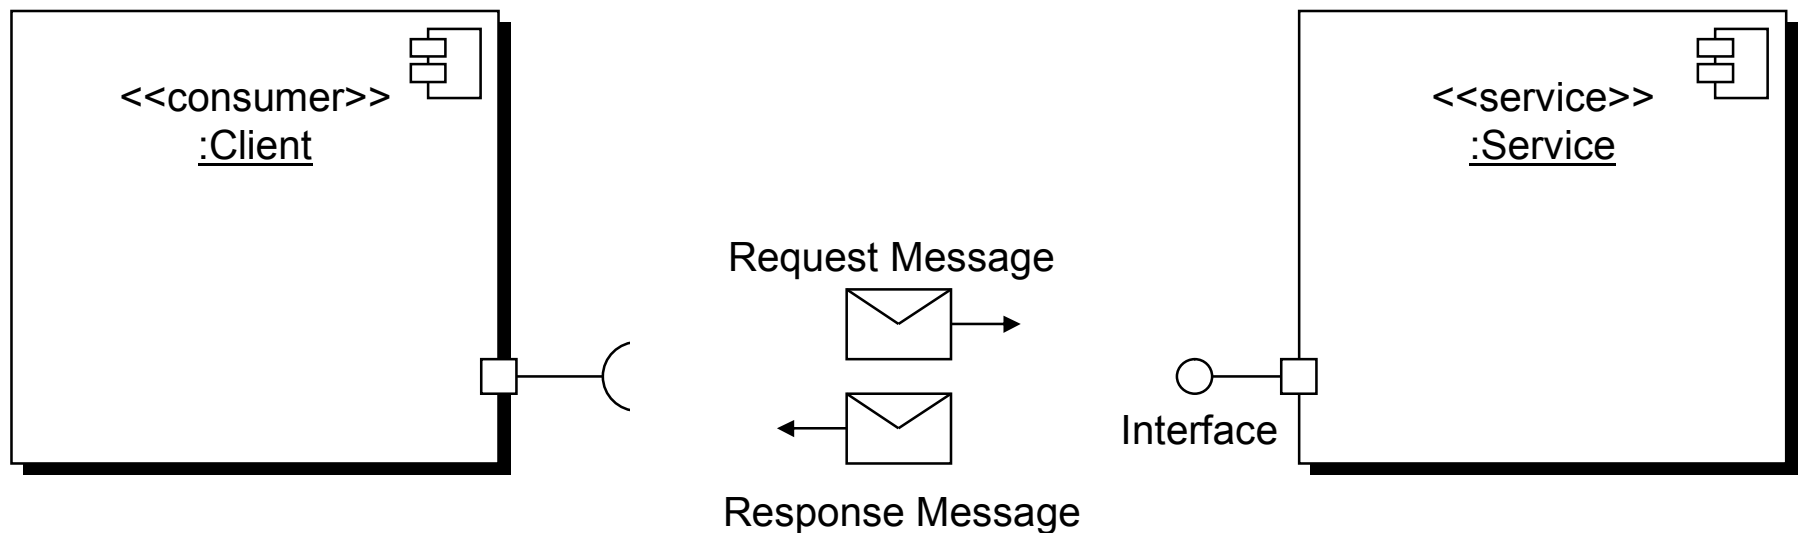 <<consumer>>
:Client
<<service>>
:Service
Request Message
Interface
Response Message